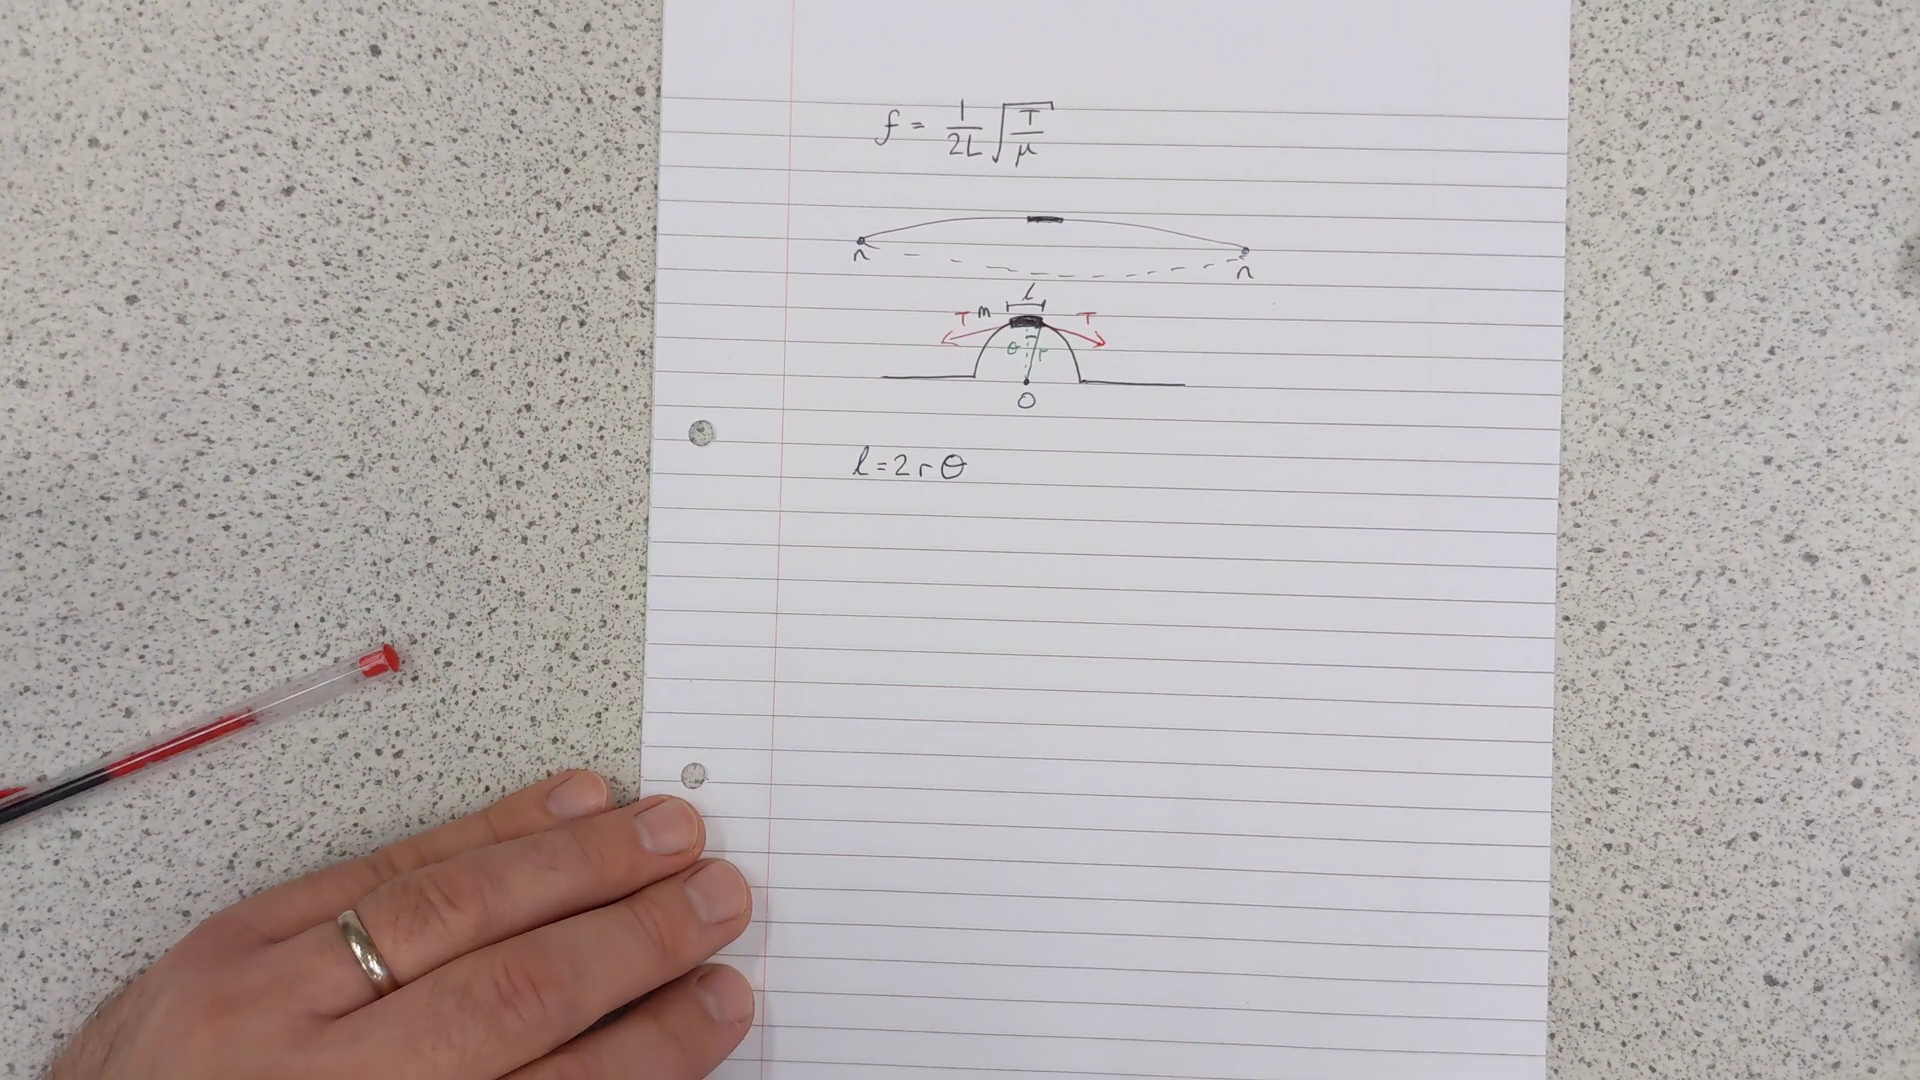 f = 1/2L √T/μ
n n
l
T m T
θ r
O
l = 2rθ